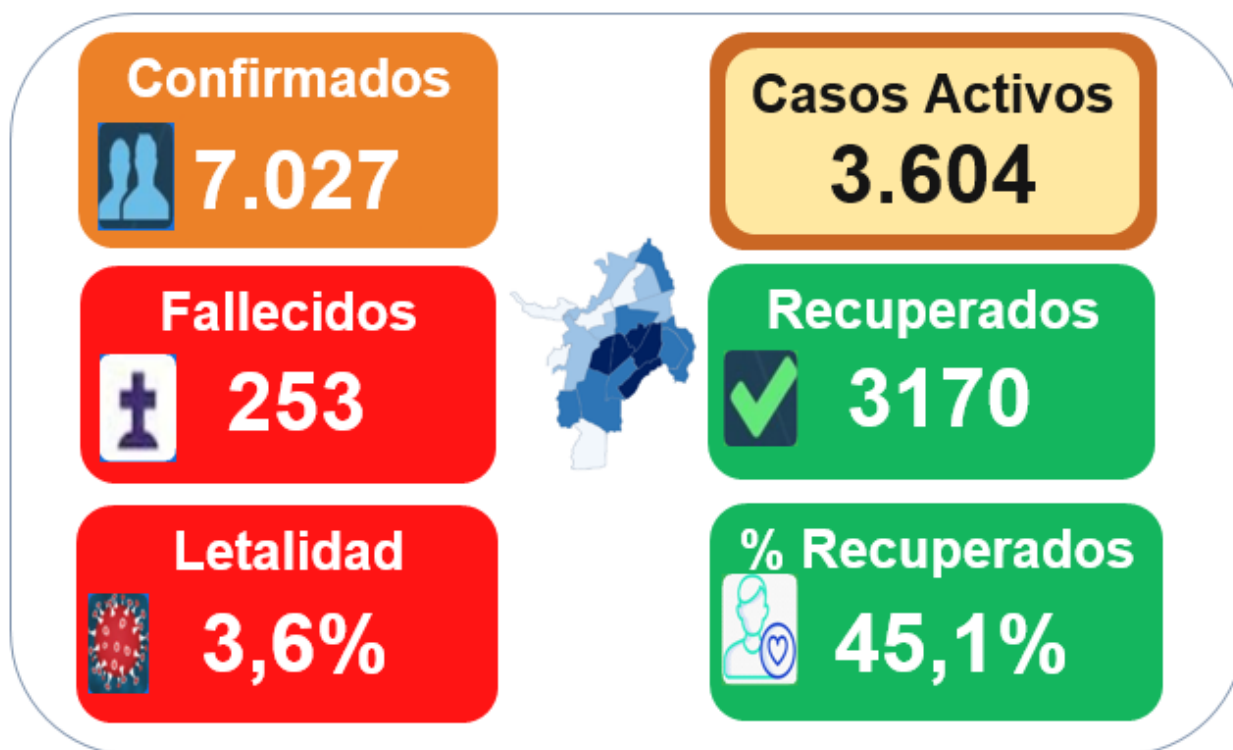 Confirmados
7.027
Casos Activos
3.604
Fallecidos
253
Recuperados
3170
Letalidad
3,6%
% Recuperados
45,1%